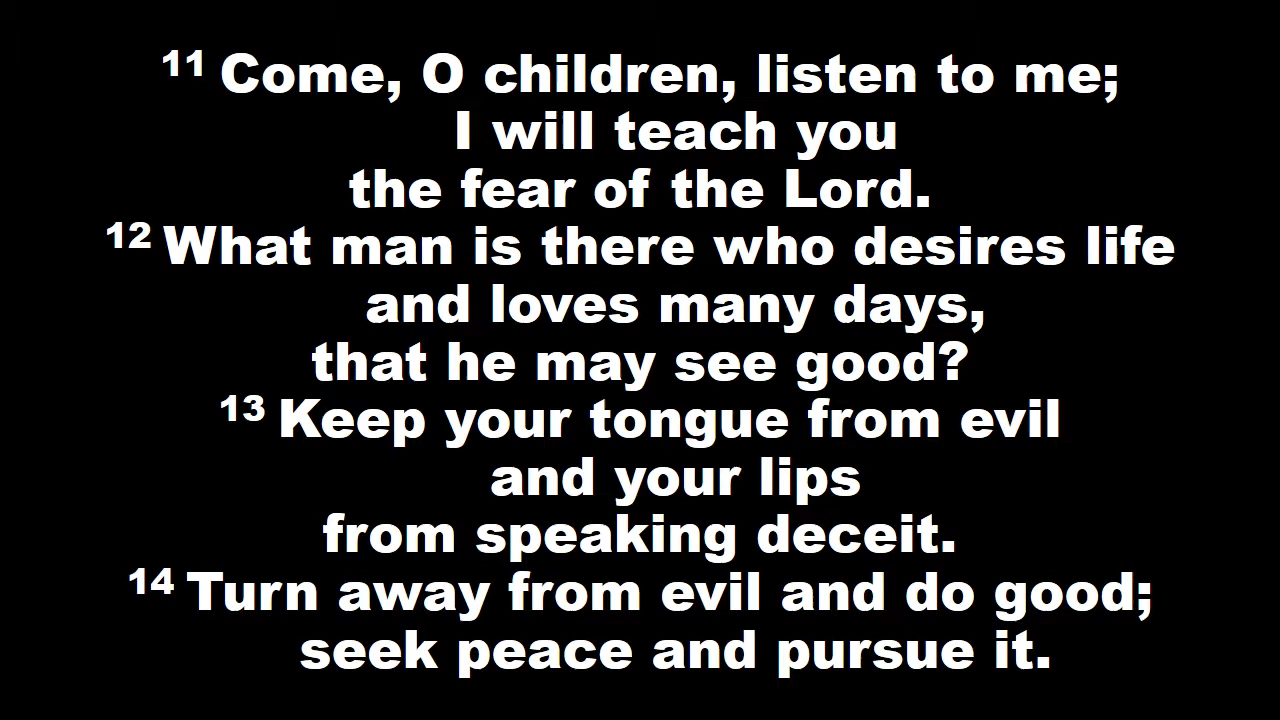 11 Come, O children, listen to me;
I will teach you
the fear of the Lord.
12 What man is there who desires life
and loves many days,
that he may see good?
13 Keep your tongue from evil
and your lips
from speaking deceit.
14 Turn away from evil and do good;
seek peace and pursue it.